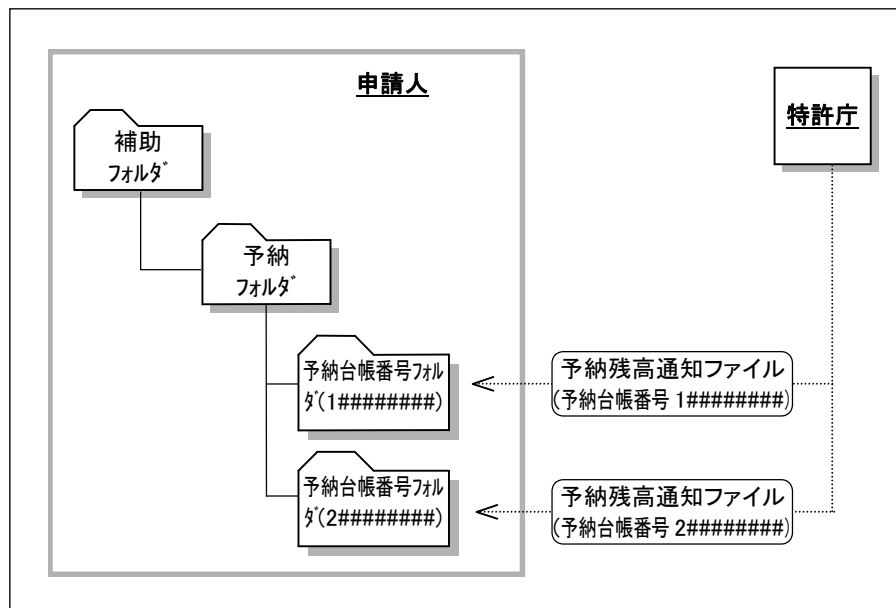 申請人
特許庁
補助
ﾌｫﾙﾀﾞ
予納
ﾌｫﾙﾀﾞ
予納台帳番号ﾌｫﾙ
ﾀﾞ(1########)
予納残高通知ファイル
(予納台帳番号 1########)
予納台帳番号ﾌｫﾙ
ﾀﾞ(2########)
予納残高通知ファイル
(予納台帳番号 2########)